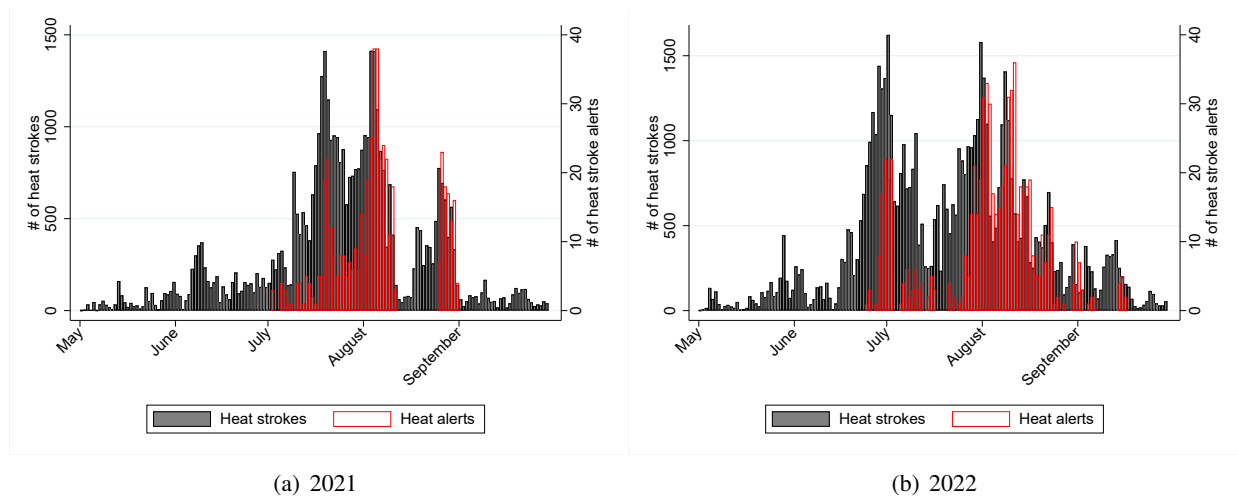 1500
1000
500
0
# of heat strokes
40
30
20
10
0
# of heat stroke alerts
May
June
July
August
September
Heat strokes
Heat alerts
(a) 2021
1500
1000
500
0
# of heat strokes
40
30
20
10
0
# of heat stroke alerts
May
June
July
August
September
Heat strokes
Heat alerts
(b) 2022